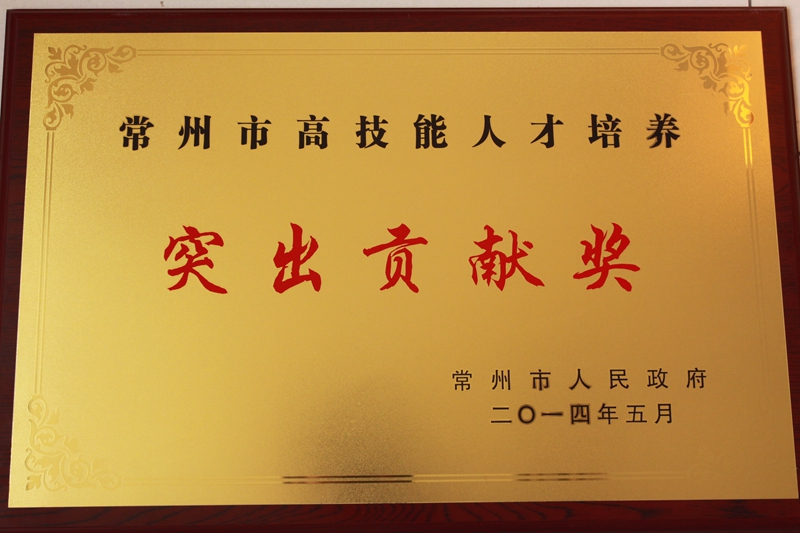 常州市高技能人才培养
突出贡献奖
常州市人民政府
二〇一四年五月